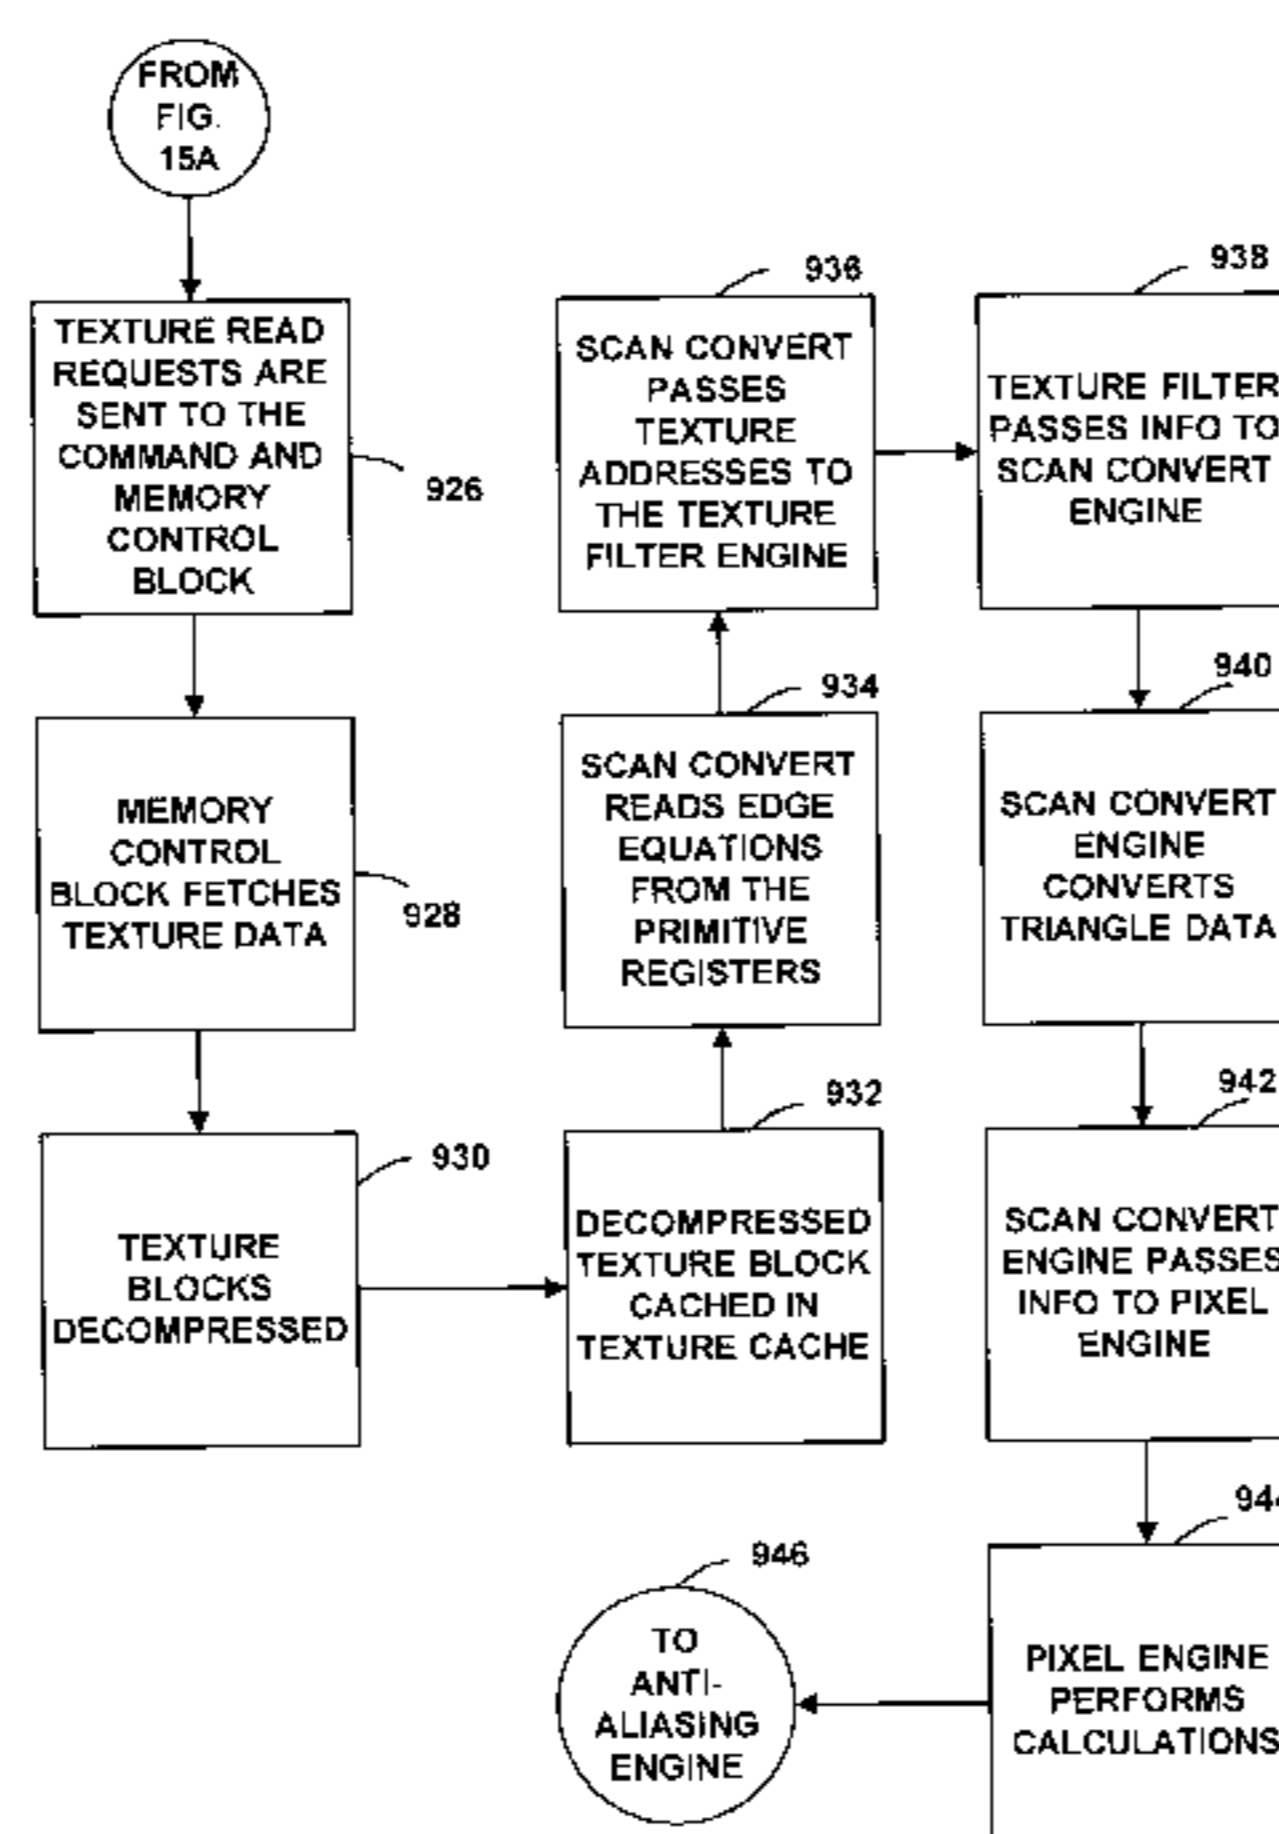 FROM
FIG.
15A
TEXTURE READ
REQUESTS ARE
SENT TO THE
COMMAND AND
MEMORY
CONTROL
BLOCK
926
MEMORY
CONTROL
BLOCK FETCHES
TEXTURE DATA
928
TEXTURE
BLOCKS
DECOMPRESSED
930
DECOMPRESSED
TEXTURE BLOCK
CACHED IN
TEXTURE CACHE
932
SCAN CONVERT
READS EDGE
EQUATIONS
FROM THE
PRIMITIVE
REGISTERS
934
SCAN CONVERT
PASSES
TEXTURE
ADDRESSES TO
THE TEXTURE
FILTER ENGINE
936
TEXTURE FILTER
PASSES INFO TO
SCAN CONVERT
ENGINE
938
SCAN CONVERT
ENGINE
CONVERTS
TRIANGLE DATA
940
SCAN CONVERT
ENGINE PASSES
INFO TO PIXEL
ENGINE
942
PIXEL ENGINE
PERFORMS
CALCULATIONS
944
TO
ANTI-
ALIASING
ENGINE
946